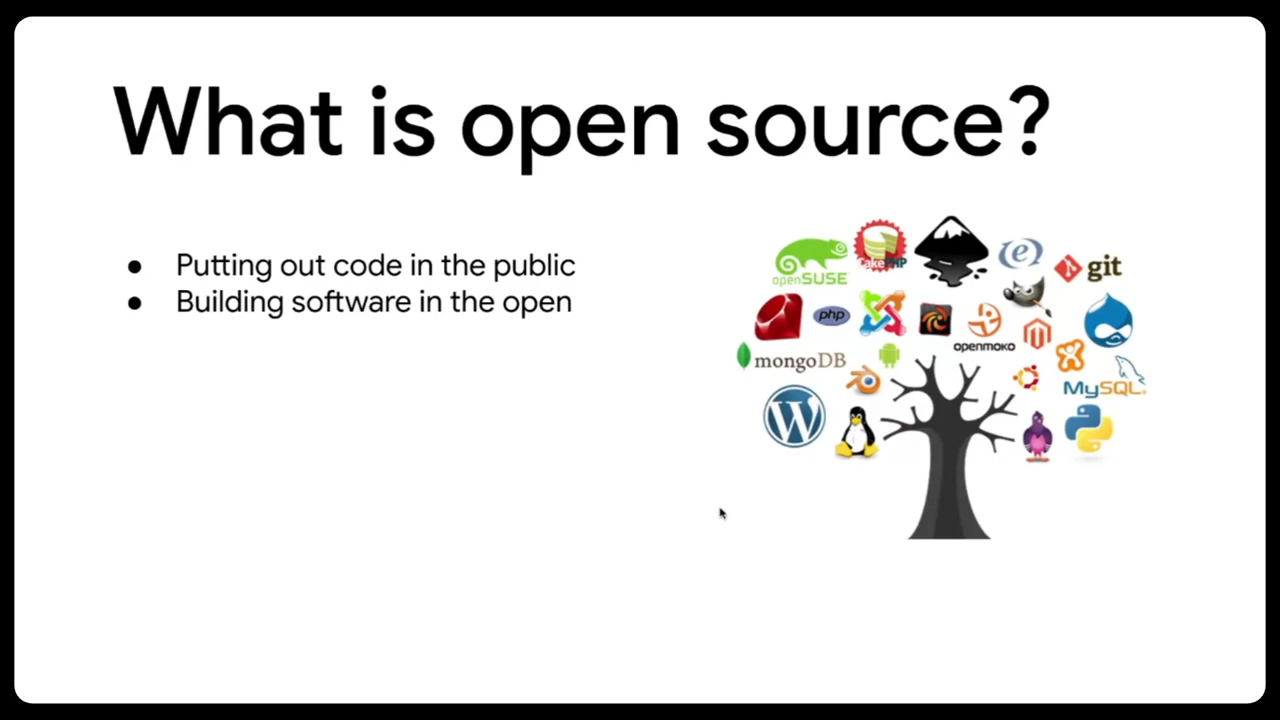 What is open source?
● Putting out code in the public
● Building software in the open
openSUSE
CakePHP
e
git
php
openmoko
mongoDB
MySQL
W